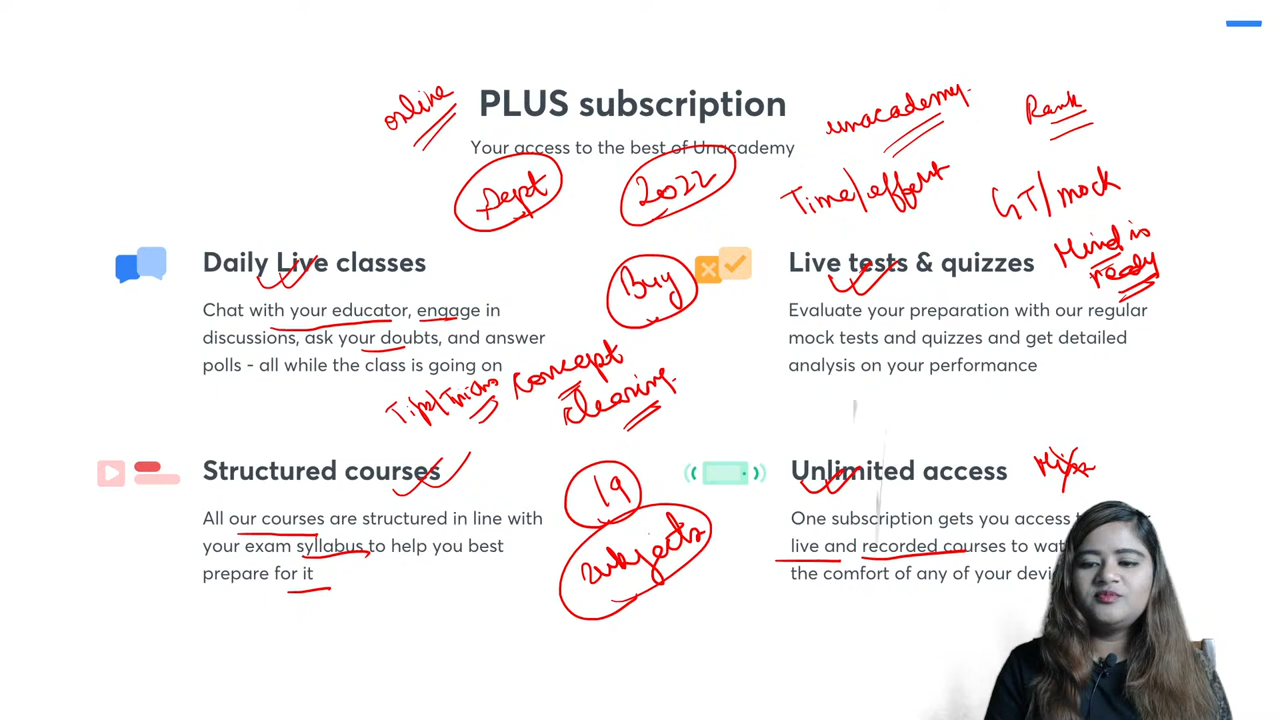 online
PLUS subscription
unacademy.
Rank
Your access to the best of Unacademy
Sept
2022
Time/effort
GT/mock
Mind is
ready
Daily Live classes
Buy
Live tests & quizzes
Chat with your educator, engage in
discussions, ask your doubts, and answer
polls - all while the class is going on
Evaluate your preparation with our regular
mock tests and quizzes and get detailed
analysis on your performance
Tips/Tricks
concept
clearing.
Structured courses
19
subjects
Unlimited access
Miss
All our courses are structured in line with
your exam syllabus to help you best
prepare for it
One subscription gets you access
live and recorded courses to
the comfort of any of your